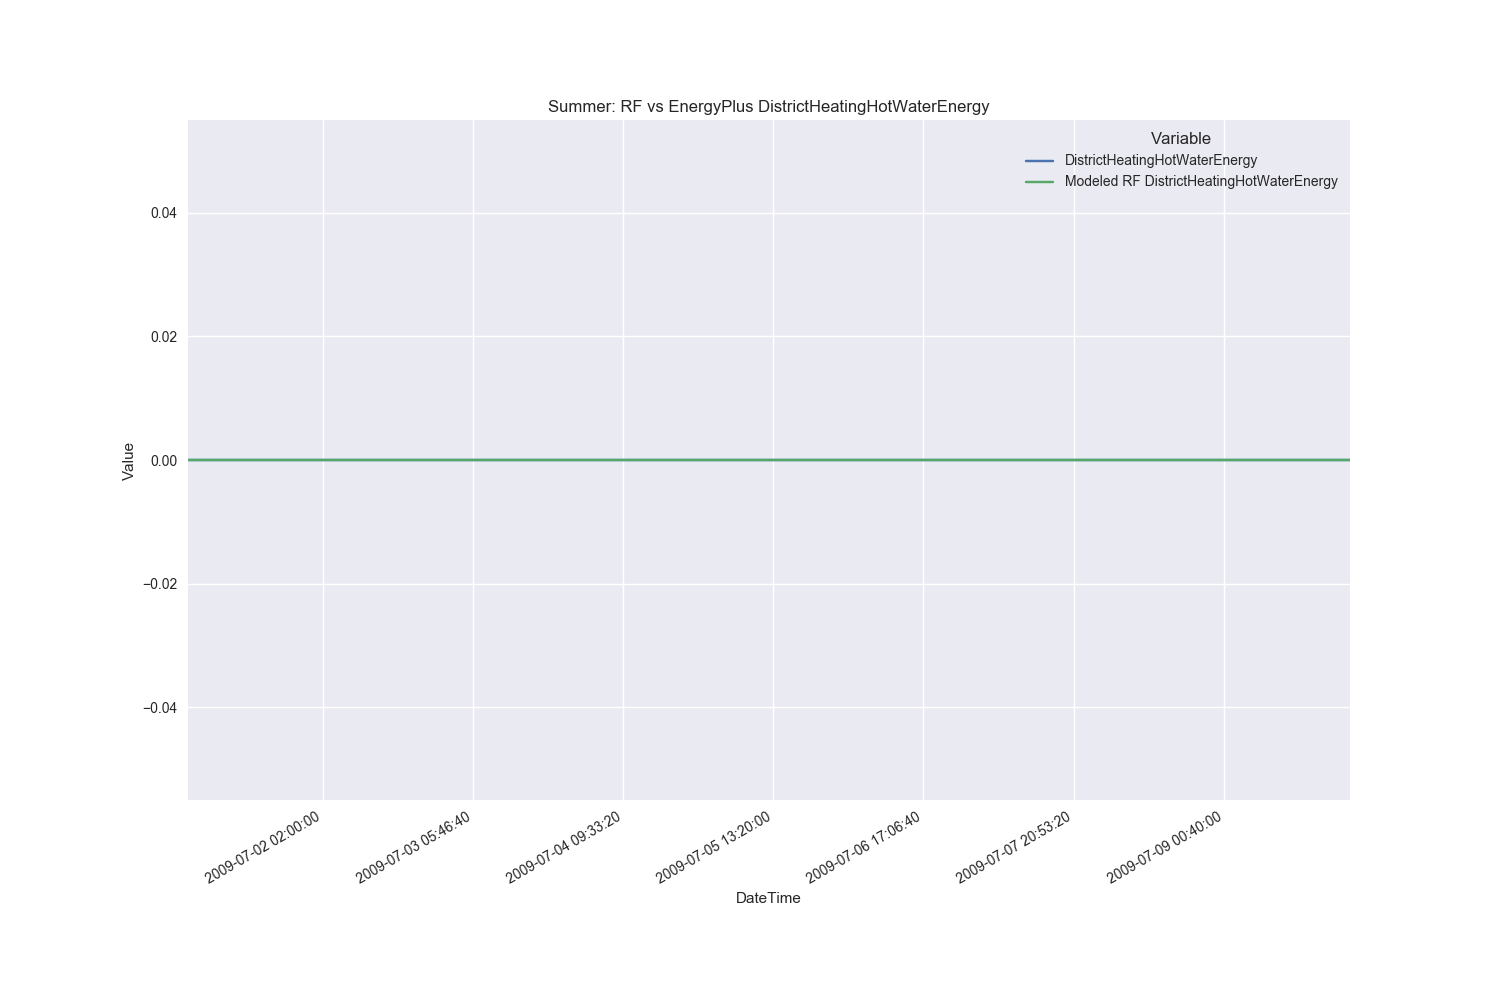 Summer: RF vs EnergyPlus DistrictHeatingHotWaterEnergy
Variable
DistrictHeatingHotWaterEnergy
Modeled RF DistrictHeatingHotWaterEnergy
0.04
0.02
0.00
−0.02
−0.04
Value
2009-07-02 02:00:00
2009-07-03 05:46:40
2009-07-04 09:33:20
2009-07-05 13:20:00
2009-07-06 17:06:40
2009-07-07 20:53:20
2009-07-09 00:40:00
DateTime